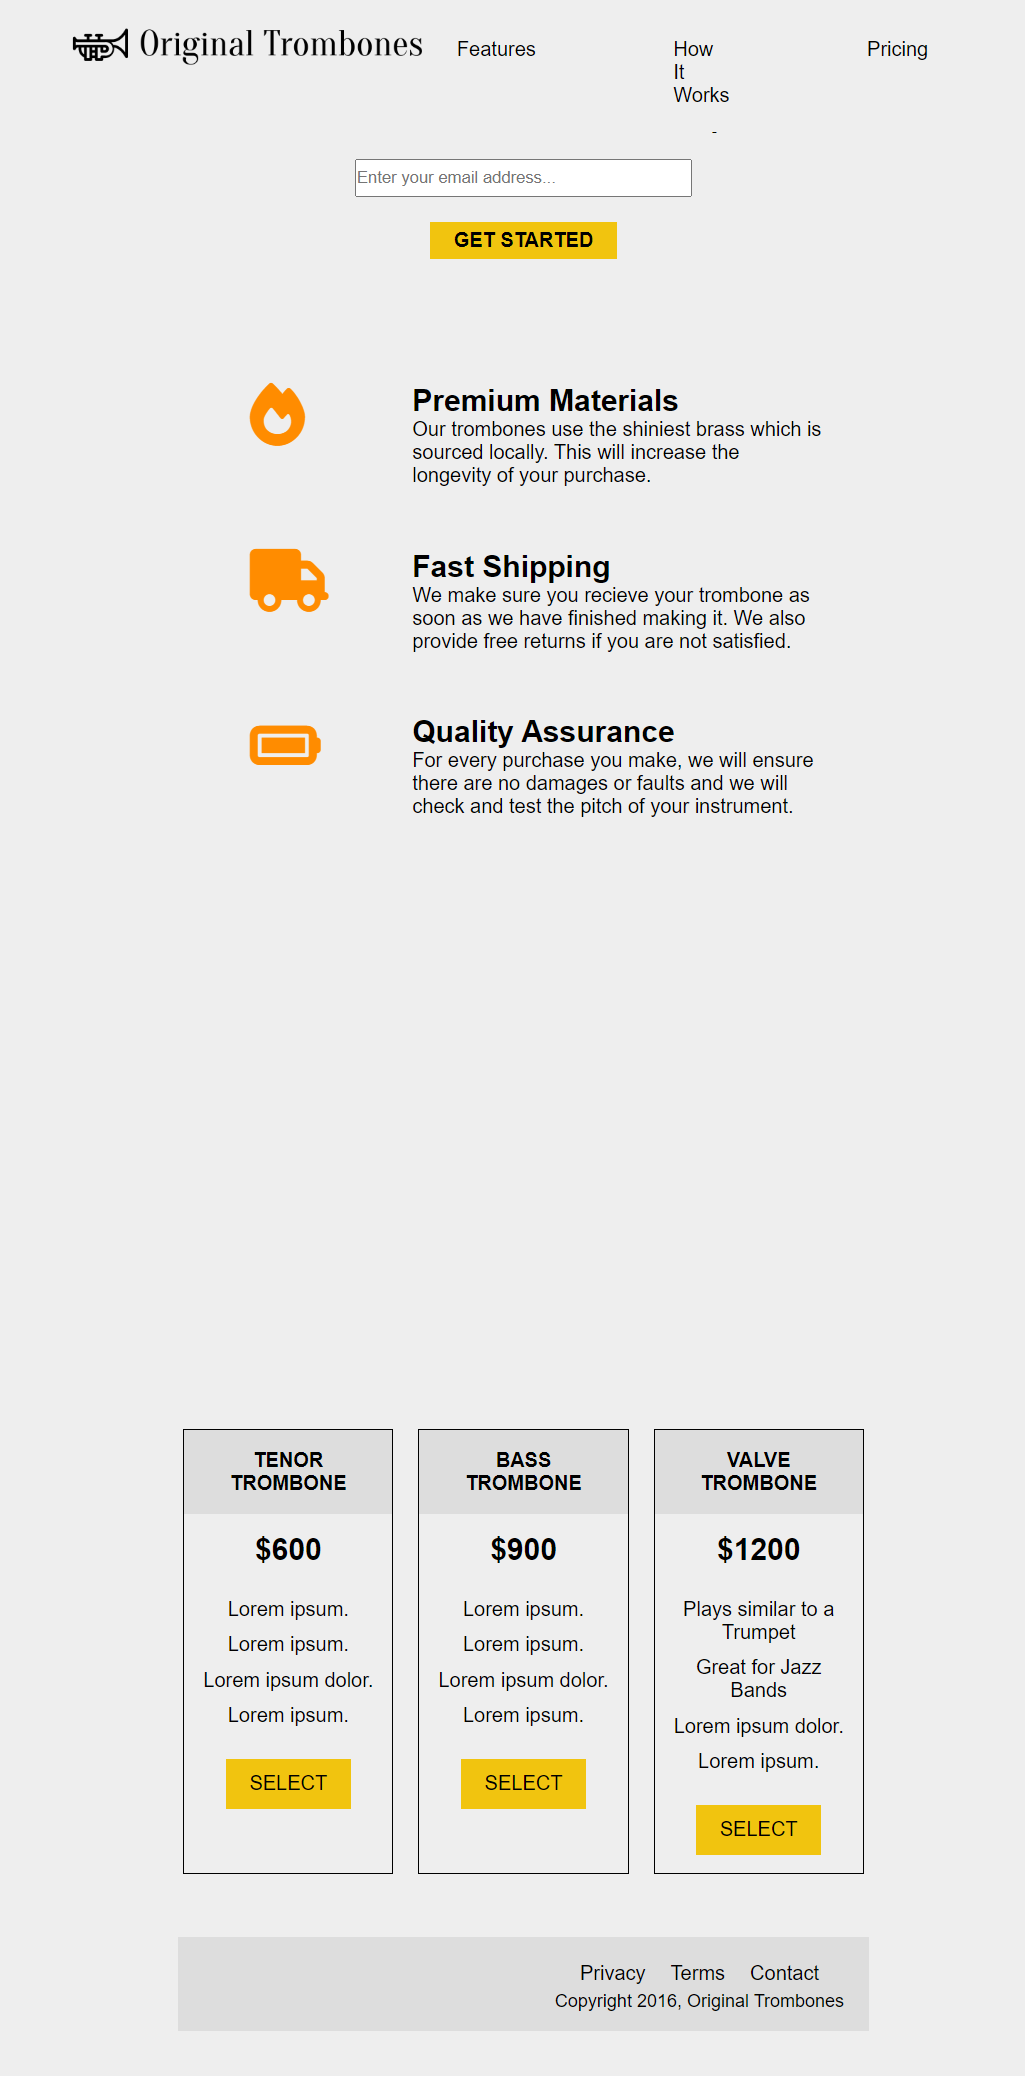 Original Trombones
Features
How
It
Works
Pricing
-
Enter your email address...
GET STARTED
Premium Materials
Our trombones use the shiniest brass which is
sourced locally. This will increase the
longevity of your purchase.
Fast Shipping
We make sure you recieve your trombone as
soon as we have finished making it. We also
provide free returns if you are not satisfied.
Quality Assurance
For every purchase you make, we will ensure
there are no damages or faults and we will
check and test the pitch of your instrument.
TENOR
TROMBONE
$600
Lorem ipsum.
Lorem ipsum.
Lorem ipsum dolor.
Lorem ipsum.
SELECT
BASS
TROMBONE
$900
Lorem ipsum.
Lorem ipsum.
Lorem ipsum dolor.
Lorem ipsum.
SELECT
VALVE
TROMBONE
$1200
Plays similar to a
Trumpet
Great for Jazz
Bands
Lorem ipsum dolor.
Lorem ipsum.
SELECT
Privacy Terms Contact
Copyright 2016, Original Trombones